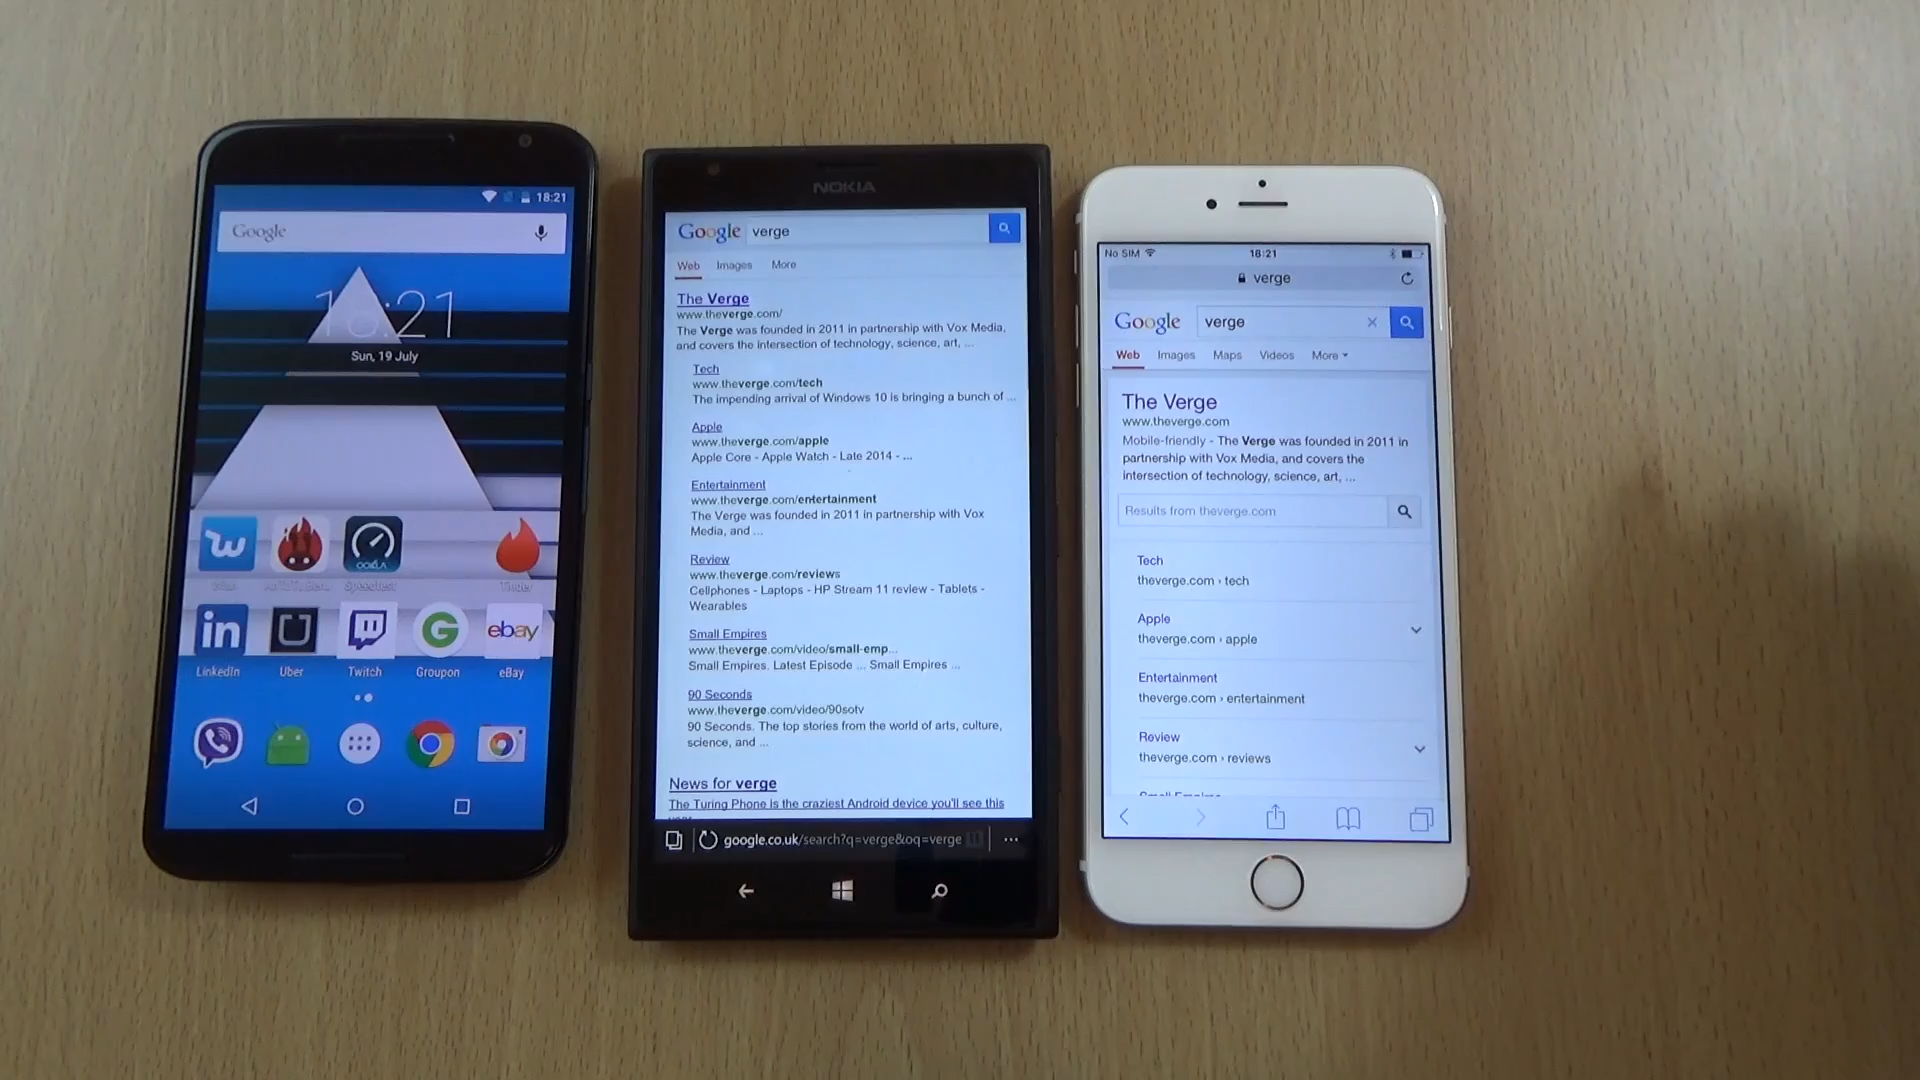 18:21
Google
18:21
Sun, 19 July
Wish
Speedtest
Tinder
OOKLA
LinkedIn
Uber
Twitch
Groupon
eBay
in
ebay
NOKIA
Google verge
Web Images More
The Verge
www.theverge.com/
The Verge was founded in 2011 in partnership with Vox Media,
and covers the intersection of technology, science, art, ...
Tech
www.theverge.com/tech
The impending arrival of Windows 10 is bringing a bunch of ...
Apple
www.theverge.com/apple
Apple Core - Apple Watch - Late 2014 - ...
Entertainment
www.theverge.com/entertainment
The Verge was founded in 2011 in partnership with Vox
Media, and ...
Review
www.theverge.com/reviews
Cellphones - Laptops - HP Stream 11 review - Tablets -
Wearables
Small Empires
www.theverge.com/video/small-emp...
Small Empires. Latest Episode ... Small Empires ...
90 Seconds
www.theverge.com/video/90sotv
90 Seconds. The top stories from the world of arts, culture,
science, and ...
News for verge
The Turing Phone is the craziest Android device you'll see this
google.co.uk/search?q=verge&oq=verge ...
No SIM 18:21
verge
Google verge
Web Images Maps Videos More
The Verge
www.theverge.com
Mobile-friendly - The Verge was founded in 2011 in
partnership with Vox Media, and covers the
intersection of technology, science, art, ...
Results from theverge.com
Tech
theverge.com › tech
Apple
theverge.com › apple
Entertainment
theverge.com › entertainment
Review
theverge.com › reviews